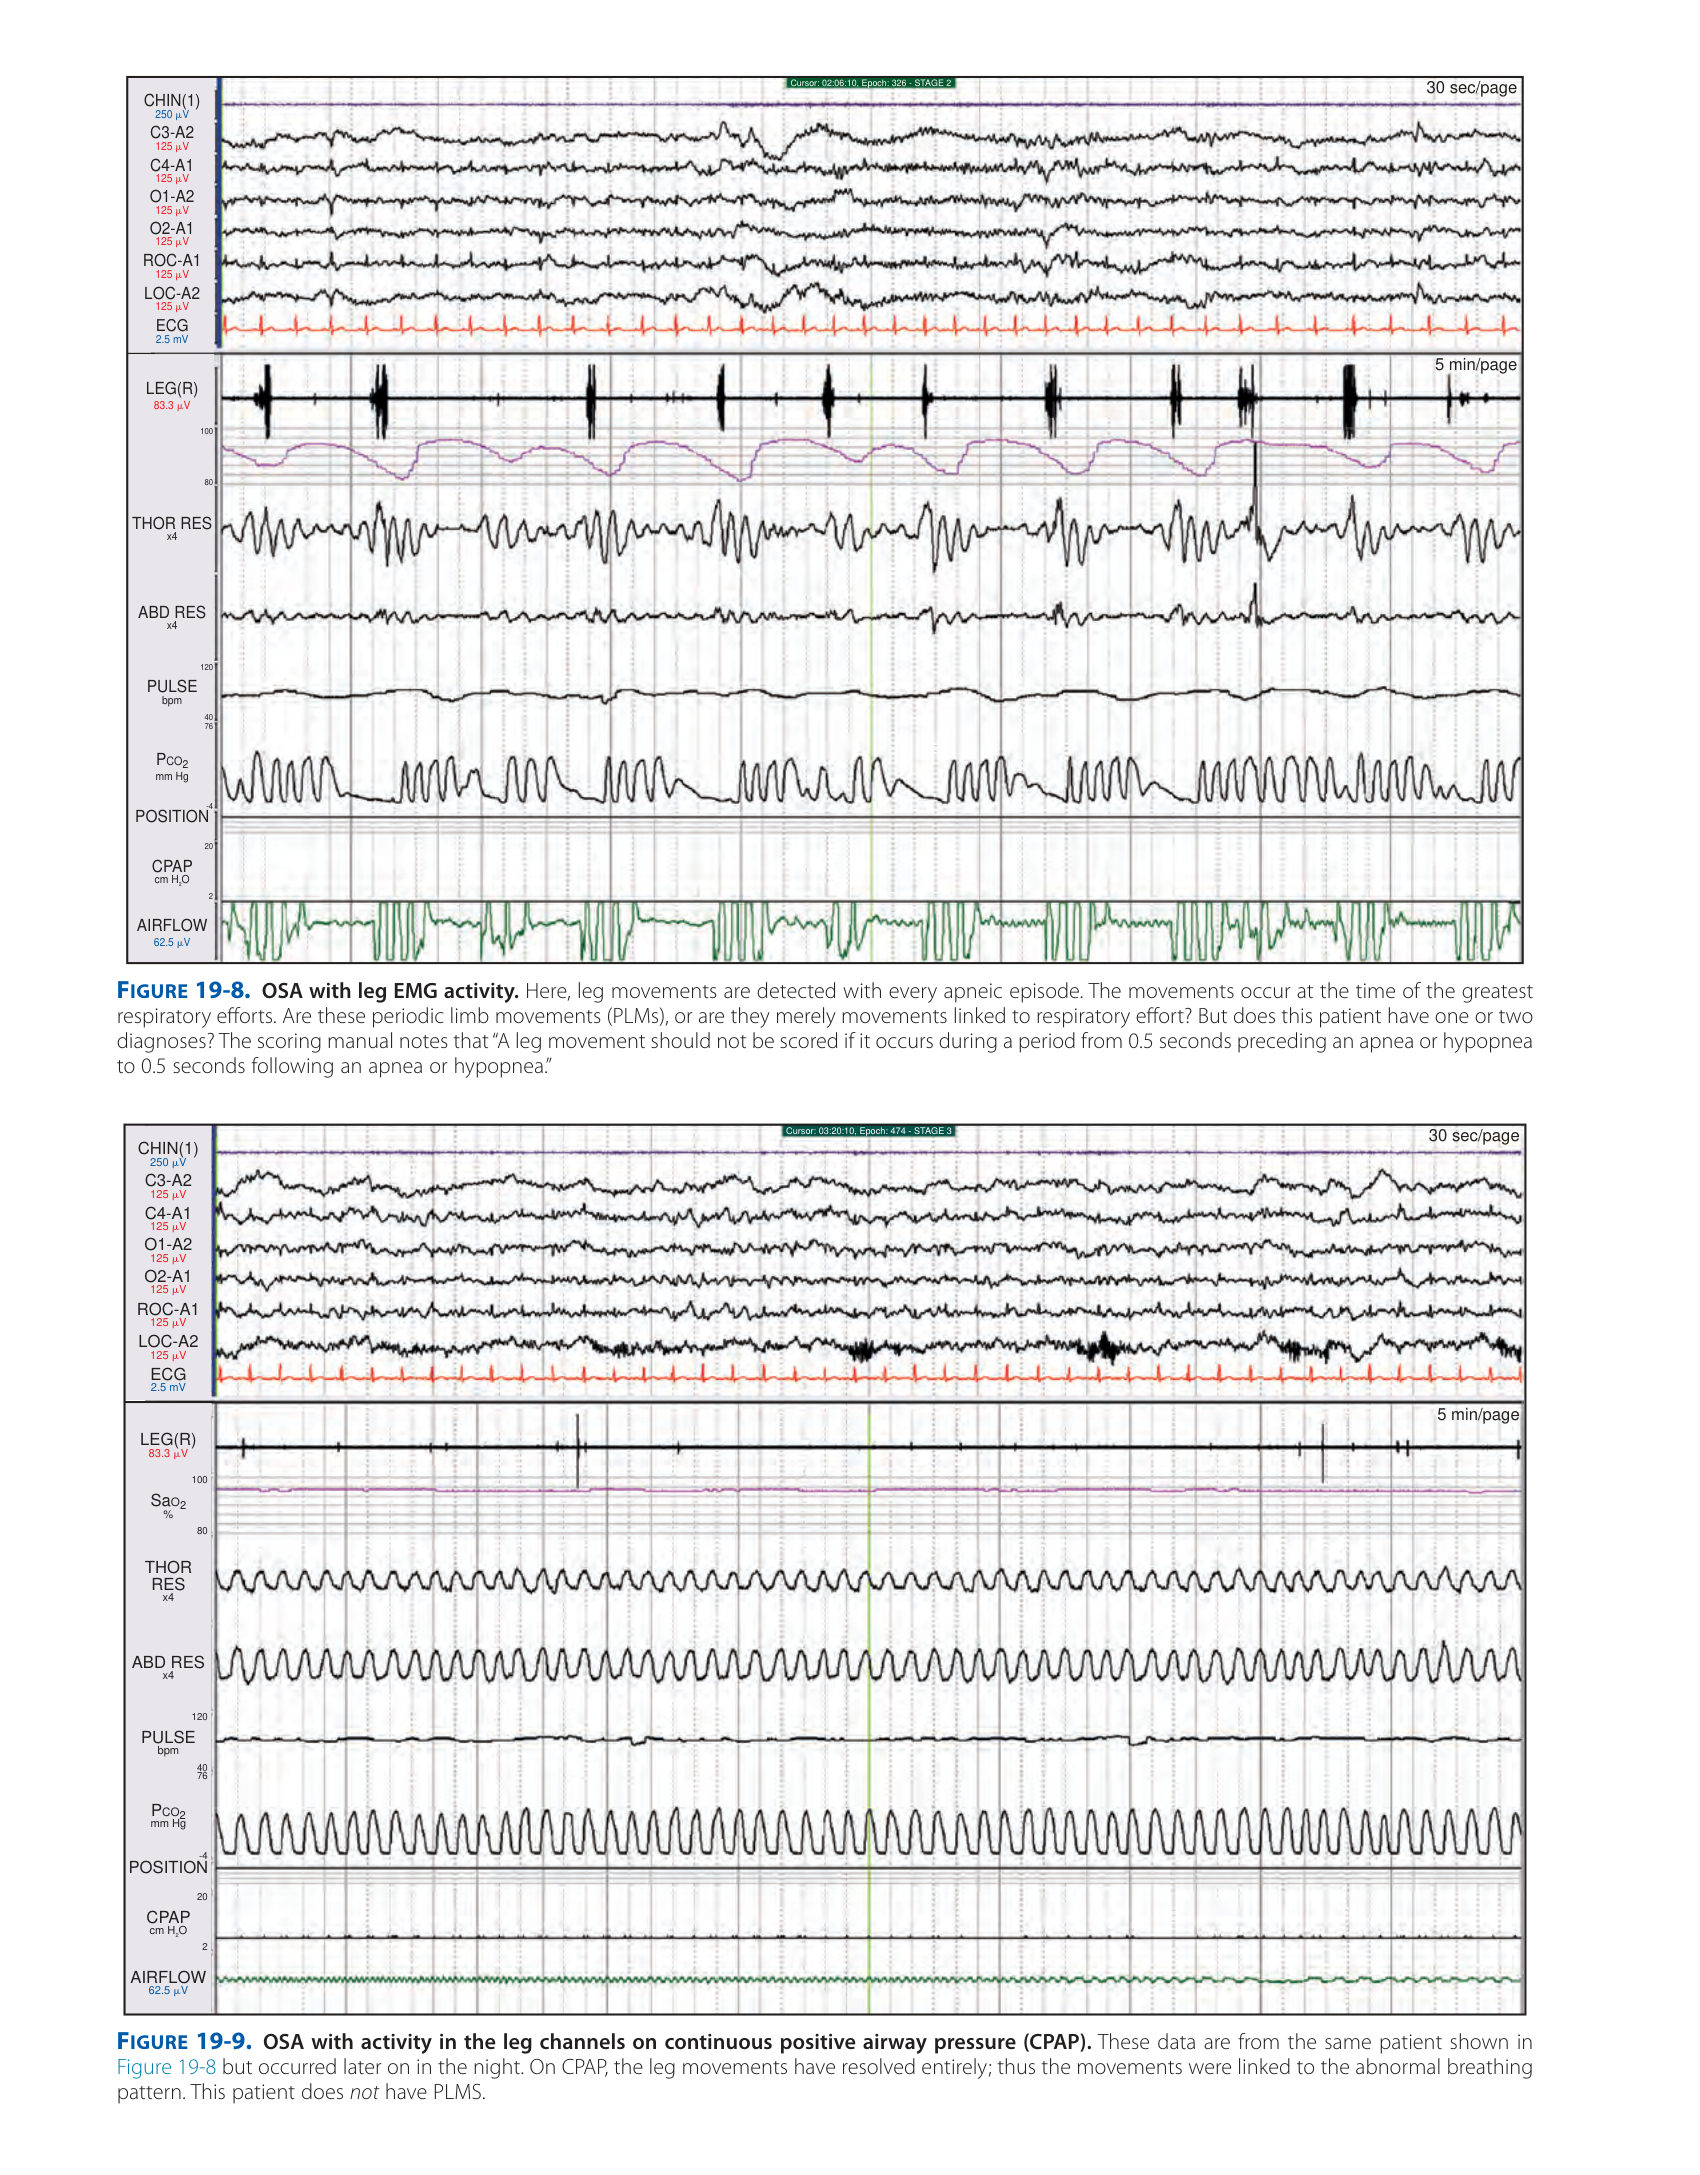 Cursor: 02:06:10, Epoch: 326 - STAGE 2
30 sec/page
CHIN(1)
250 µV
C3-A2
125 µV
C4-A1
125 µV
O1-A2
125 µV
O2-A1
125 µV
ROC-A1
125 µV
LOC-A2
125 µV
ECG
2.5 mV
5 min/page
LEG(R)
83.3 µV
100
80
THOR RES
x4
ABD RES
x4
120
PULSE
bpm
40
76
PCO₂
mm Hg
-4
POSITION
20
CPAP
cm H₂O
2
AIRFLOW
62.5 µV
FIGURE 19-8. OSA with leg EMG activity. Here, leg movements are detected with every apneic episode. The movements occur at the time of the greatest
respiratory efforts. Are these periodic limb movements (PLMs), or are they merely movements linked to respiratory effort? But does this patient have one or two
diagnoses? The scoring manual notes that “A leg movement should not be scored if it occurs during a period from 0.5 seconds preceding an apnea or hypopnea
to 0.5 seconds following an apnea or hypopnea.”
Cursor: 03:20:10, Epoch: 474 - STAGE 3
30 sec/page
CHIN(1)
250 µV
C3-A2
125 µV
C4-A1
125 µV
O1-A2
125 µV
O2-A1
125 µV
ROC-A1
125 µV
LOC-A2
125 µV
ECG
2.5 mV
5 min/page
LEG(R)
83.3 µV
100
SaO₂
%
80
THOR
RES
x4
ABD RES
x4
120
PULSE
bpm
40
76
PCO₂
mm Hg
-4
POSITION
20
CPAP
cm H₂O
2
AIRFLOW
62.5 µV
FIGURE 19-9. OSA with activity in the leg channels on continuous positive airway pressure (CPAP). These data are from the same patient shown in
Figure 19-8 but occurred later on in the night. On CPAP, the leg movements have resolved entirely; thus the movements were linked to the abnormal breathing
pattern. This patient does not have PLMS.